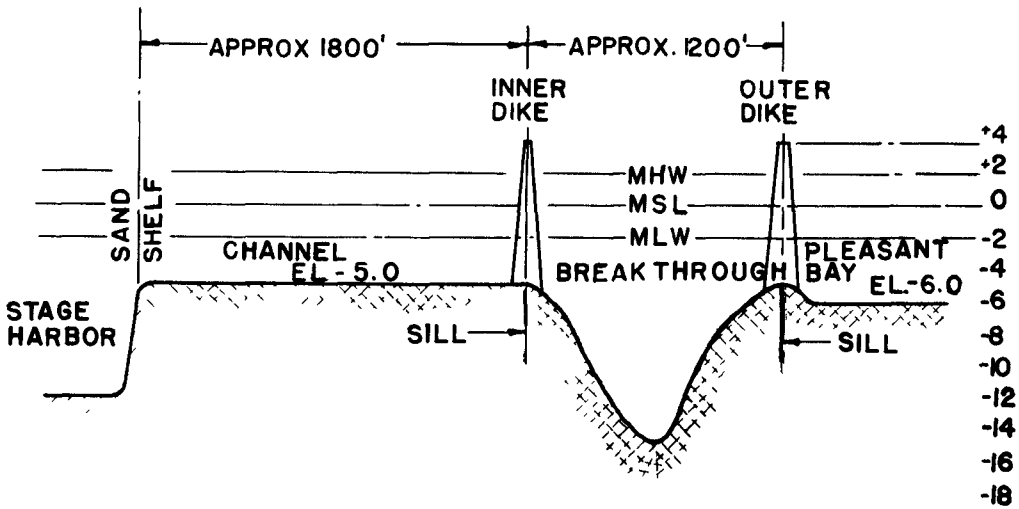 APPROX 1800'
APPROX. 1200'
INNER
DIKE
OUTER
DIKE
+4
+2
0
-2
-4
-6
-8
-10
-12
-14
-16
-18
MHW
MSL
MLW
SAND
SHELF
CHANNEL
EL-5.0
BREAK THROUGH
PLEASANT
BAY
EL.-6.0
STAGE
HARBOR
SILL
SILL